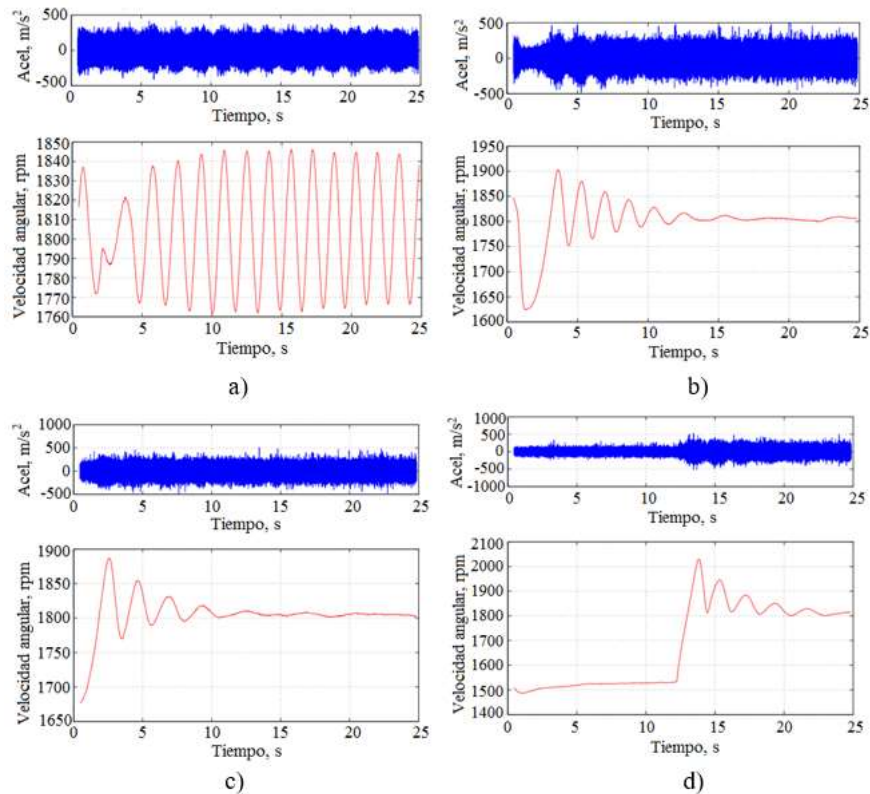 Acel, m/s²
500
0
-500
0 5 10 15 20 25
Tiempo, s
Velocidad angular, rpm
1850
1840
1830
1820
1810
1800
1790
1780
1770
1760
0 5 10 15 20 25
Tiempo, s
a)
Acel, m/s²
500
0
-500
0 5 10 15 20 25
Tiempo, s
Velocidad angular, rpm
1950
1900
1850
1800
1750
1700
1650
1600
0 5 10 15 20 25
Tiempo, s
b)
Acel, m/s²
1000
500
0
-500
0 5 10 15 20 25
Tiempo, s
Velocidad angular, rpm
1900
1850
1800
1750
1700
1650
0 5 10 15 20 25
Tiempo, s
c)
Acel, m/s²
1000
500
0
-500
-1000
0 5 10 15 20 25
Tiempo, s
Velocidad angular, rpm
2100
2000
1900
1800
1700
1600
1500
1400
0 5 10 15 20 25
Tiempo, s
d)